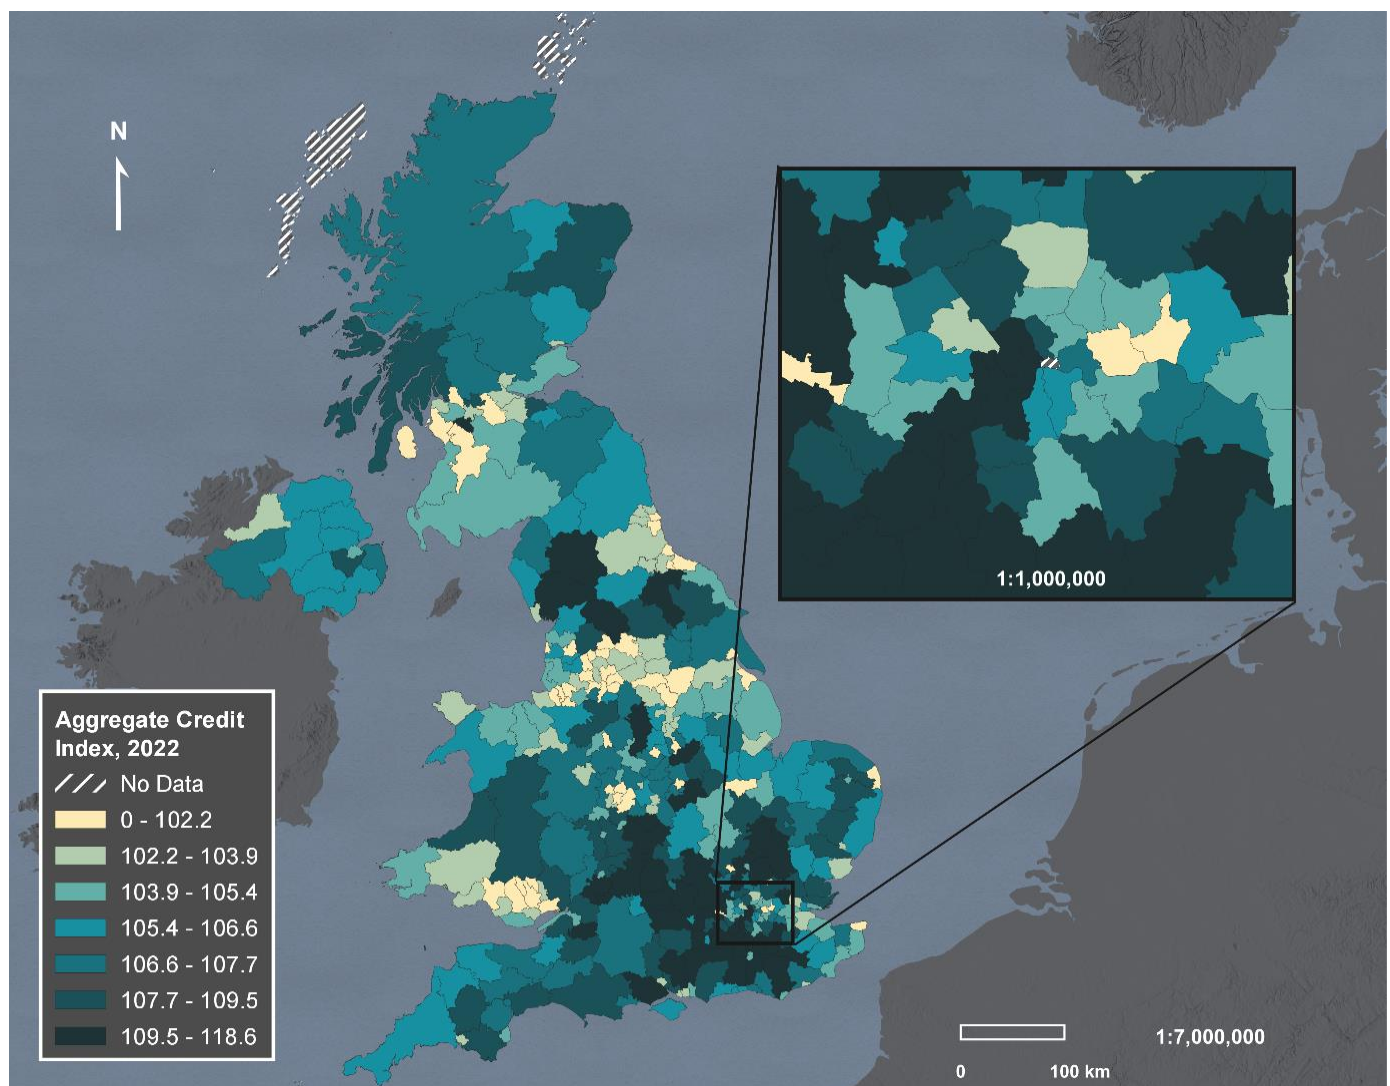 N
1:1,000,000
Aggregate Credit
Index, 2022
No Data
0 - 102.2
102.2 - 103.9
103.9 - 105.4
105.4 - 106.6
106.6 - 107.7
107.7 - 109.5
109.5 - 118.6
1:7,000,000
0 100 km